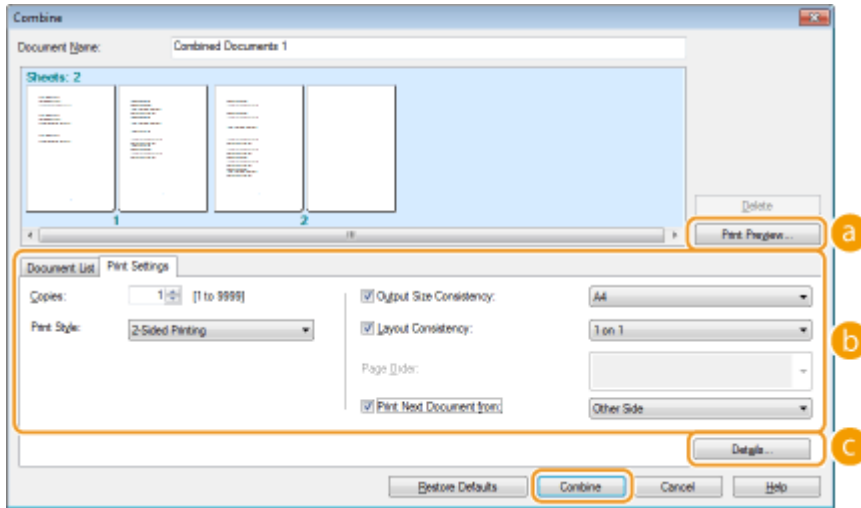 Combine
Document Name: Combined Documents 1
Sheets: 2
1 2
Delete
Print Preview... a
Document List Print Settings
Copies: 1 [1 to 9999] Output Size Consistency: A4
Print Style: 2-Sided Printing Layout Consistency: 1 on 1
b
Page Order:
Print Next Document from: Other Side
Details... c
Restore Defaults Combine Cancel Help